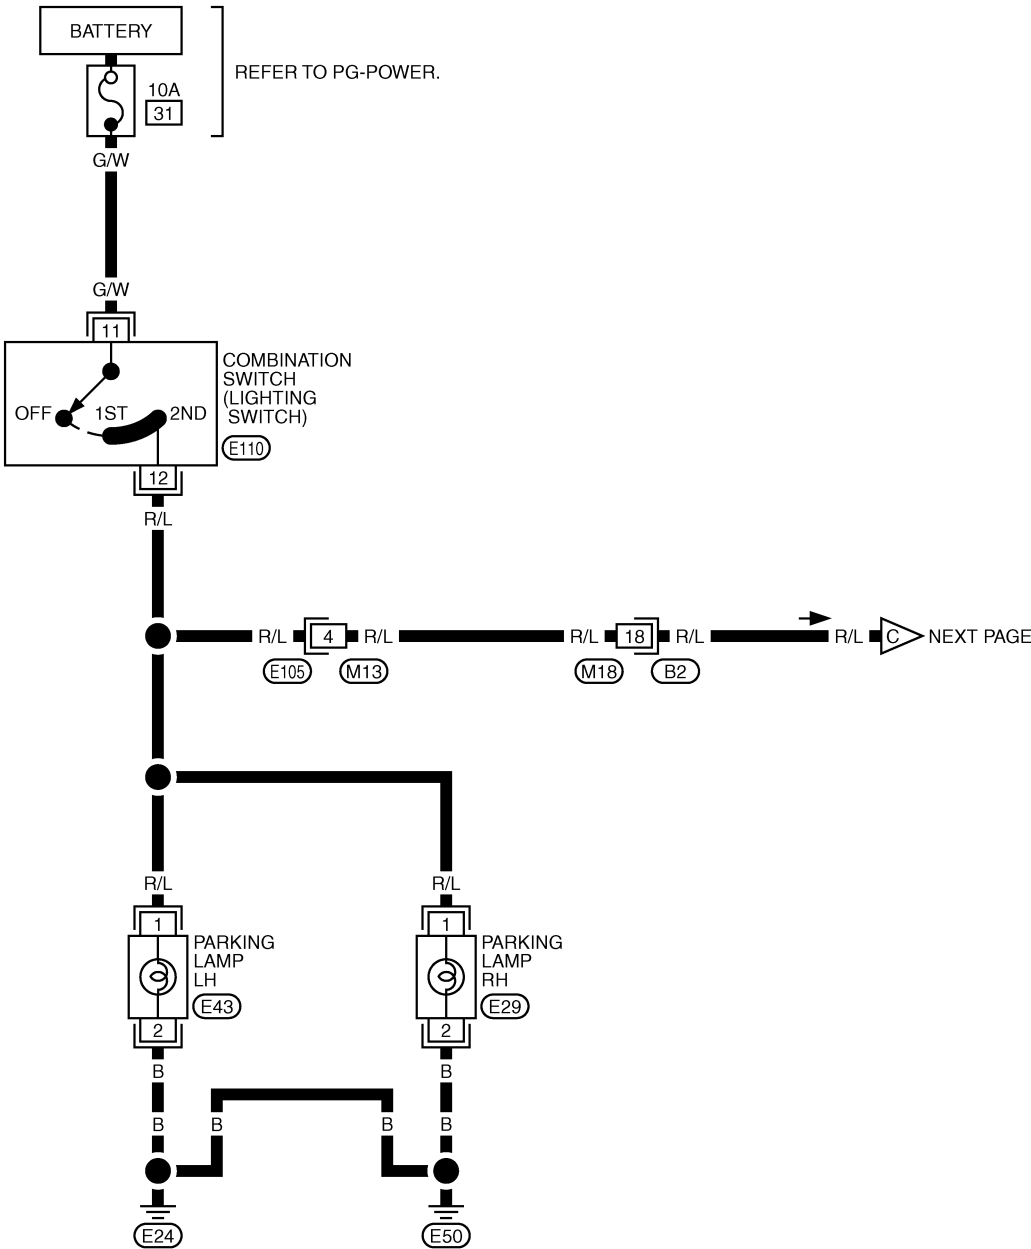 BATTERY
REFER TO PG-POWER.
10A
31
G/W
G/W
11
COMBINATION
SWITCH
(LIGHTING
SWITCH)
OFF
1ST
2ND
E110
12
R/L
R/L
4
R/L
R/L
18
R/L
R/L
C
NEXT PAGE
E105
M13
M18
B2
R/L
R/L
1
1
PARKING
LAMP
LH
PARKING
LAMP
RH
E43
E29
2
2
B
B
B
B
B
B
E24
E50